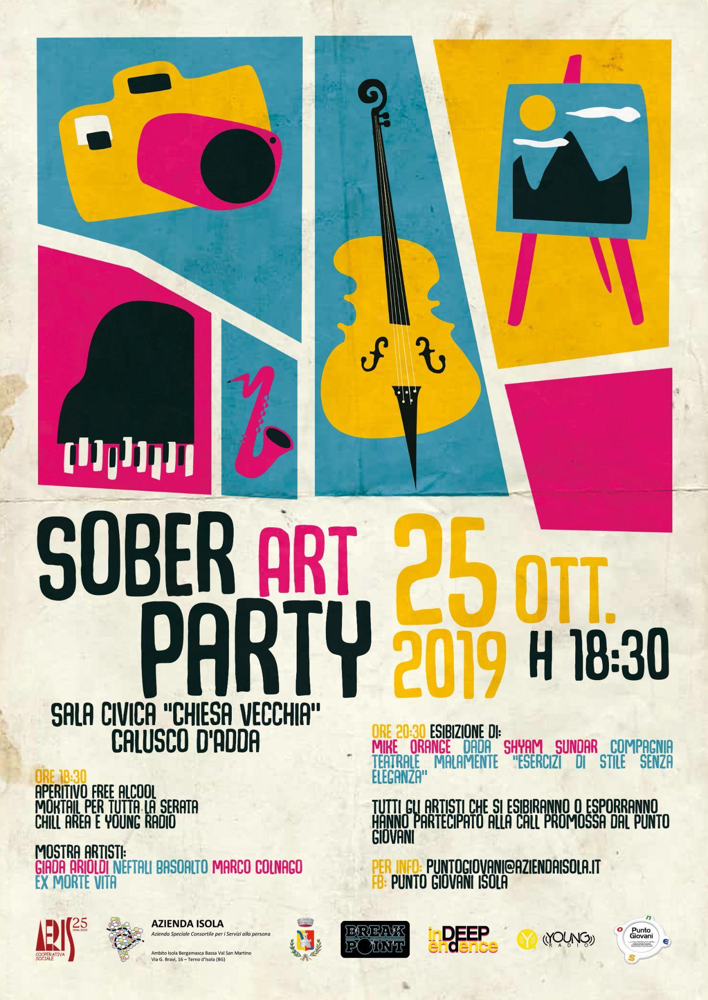 SOBER ART
PARTY
25 OTT.
2019 H 18:30
SALA CIVICA "CHIESA VECCHIA"
CALUSCO D'ADDA
ORE 18:30
APERITIVO FREE ALCOOL
MOKTAIL PER TUTTA LA SERATA
CHILL AREA E YOUNG RADIO
MOSTRA ARTISTI:
GIADA ARIOLDI NEFTALI BASOALTO MARCO COLNAGO
EX MORTE VITA
ORE 20:30 ESIBIZIONE DI:
MIKE ORANGE DADA SHYAM SUNDAR COMPAGNIA
TEATRALE MALAMENTE "ESERCIZI DI STILE SENZA
ELEGANZA"
TUTTI GLI ARTISTI CHE SI ESIBIRANNO O ESPORRANNO
HANNO PARTECIPATO ALLA CALL PROMOSSA DAL PUNTO
GIOVANI
PER INFO: PUNTOGIOVANI@AZIENDAISOLA.IT
FB: PUNTO GIOVANI ISOLA
AERIS 25
1994-2019
COOPERATIVA
SOCIALE
AZIENDA ISOLA
Azienda Speciale Consortile per i Servizi alla persona
Ambito Isola Bergamasca Bassa Val San Martino
Via G. Bravi, 16 – Terno d'Isola (BG)
BREAK
POINT
inDEEP
endence
YOUNG
RADIO
Punto
Giovani